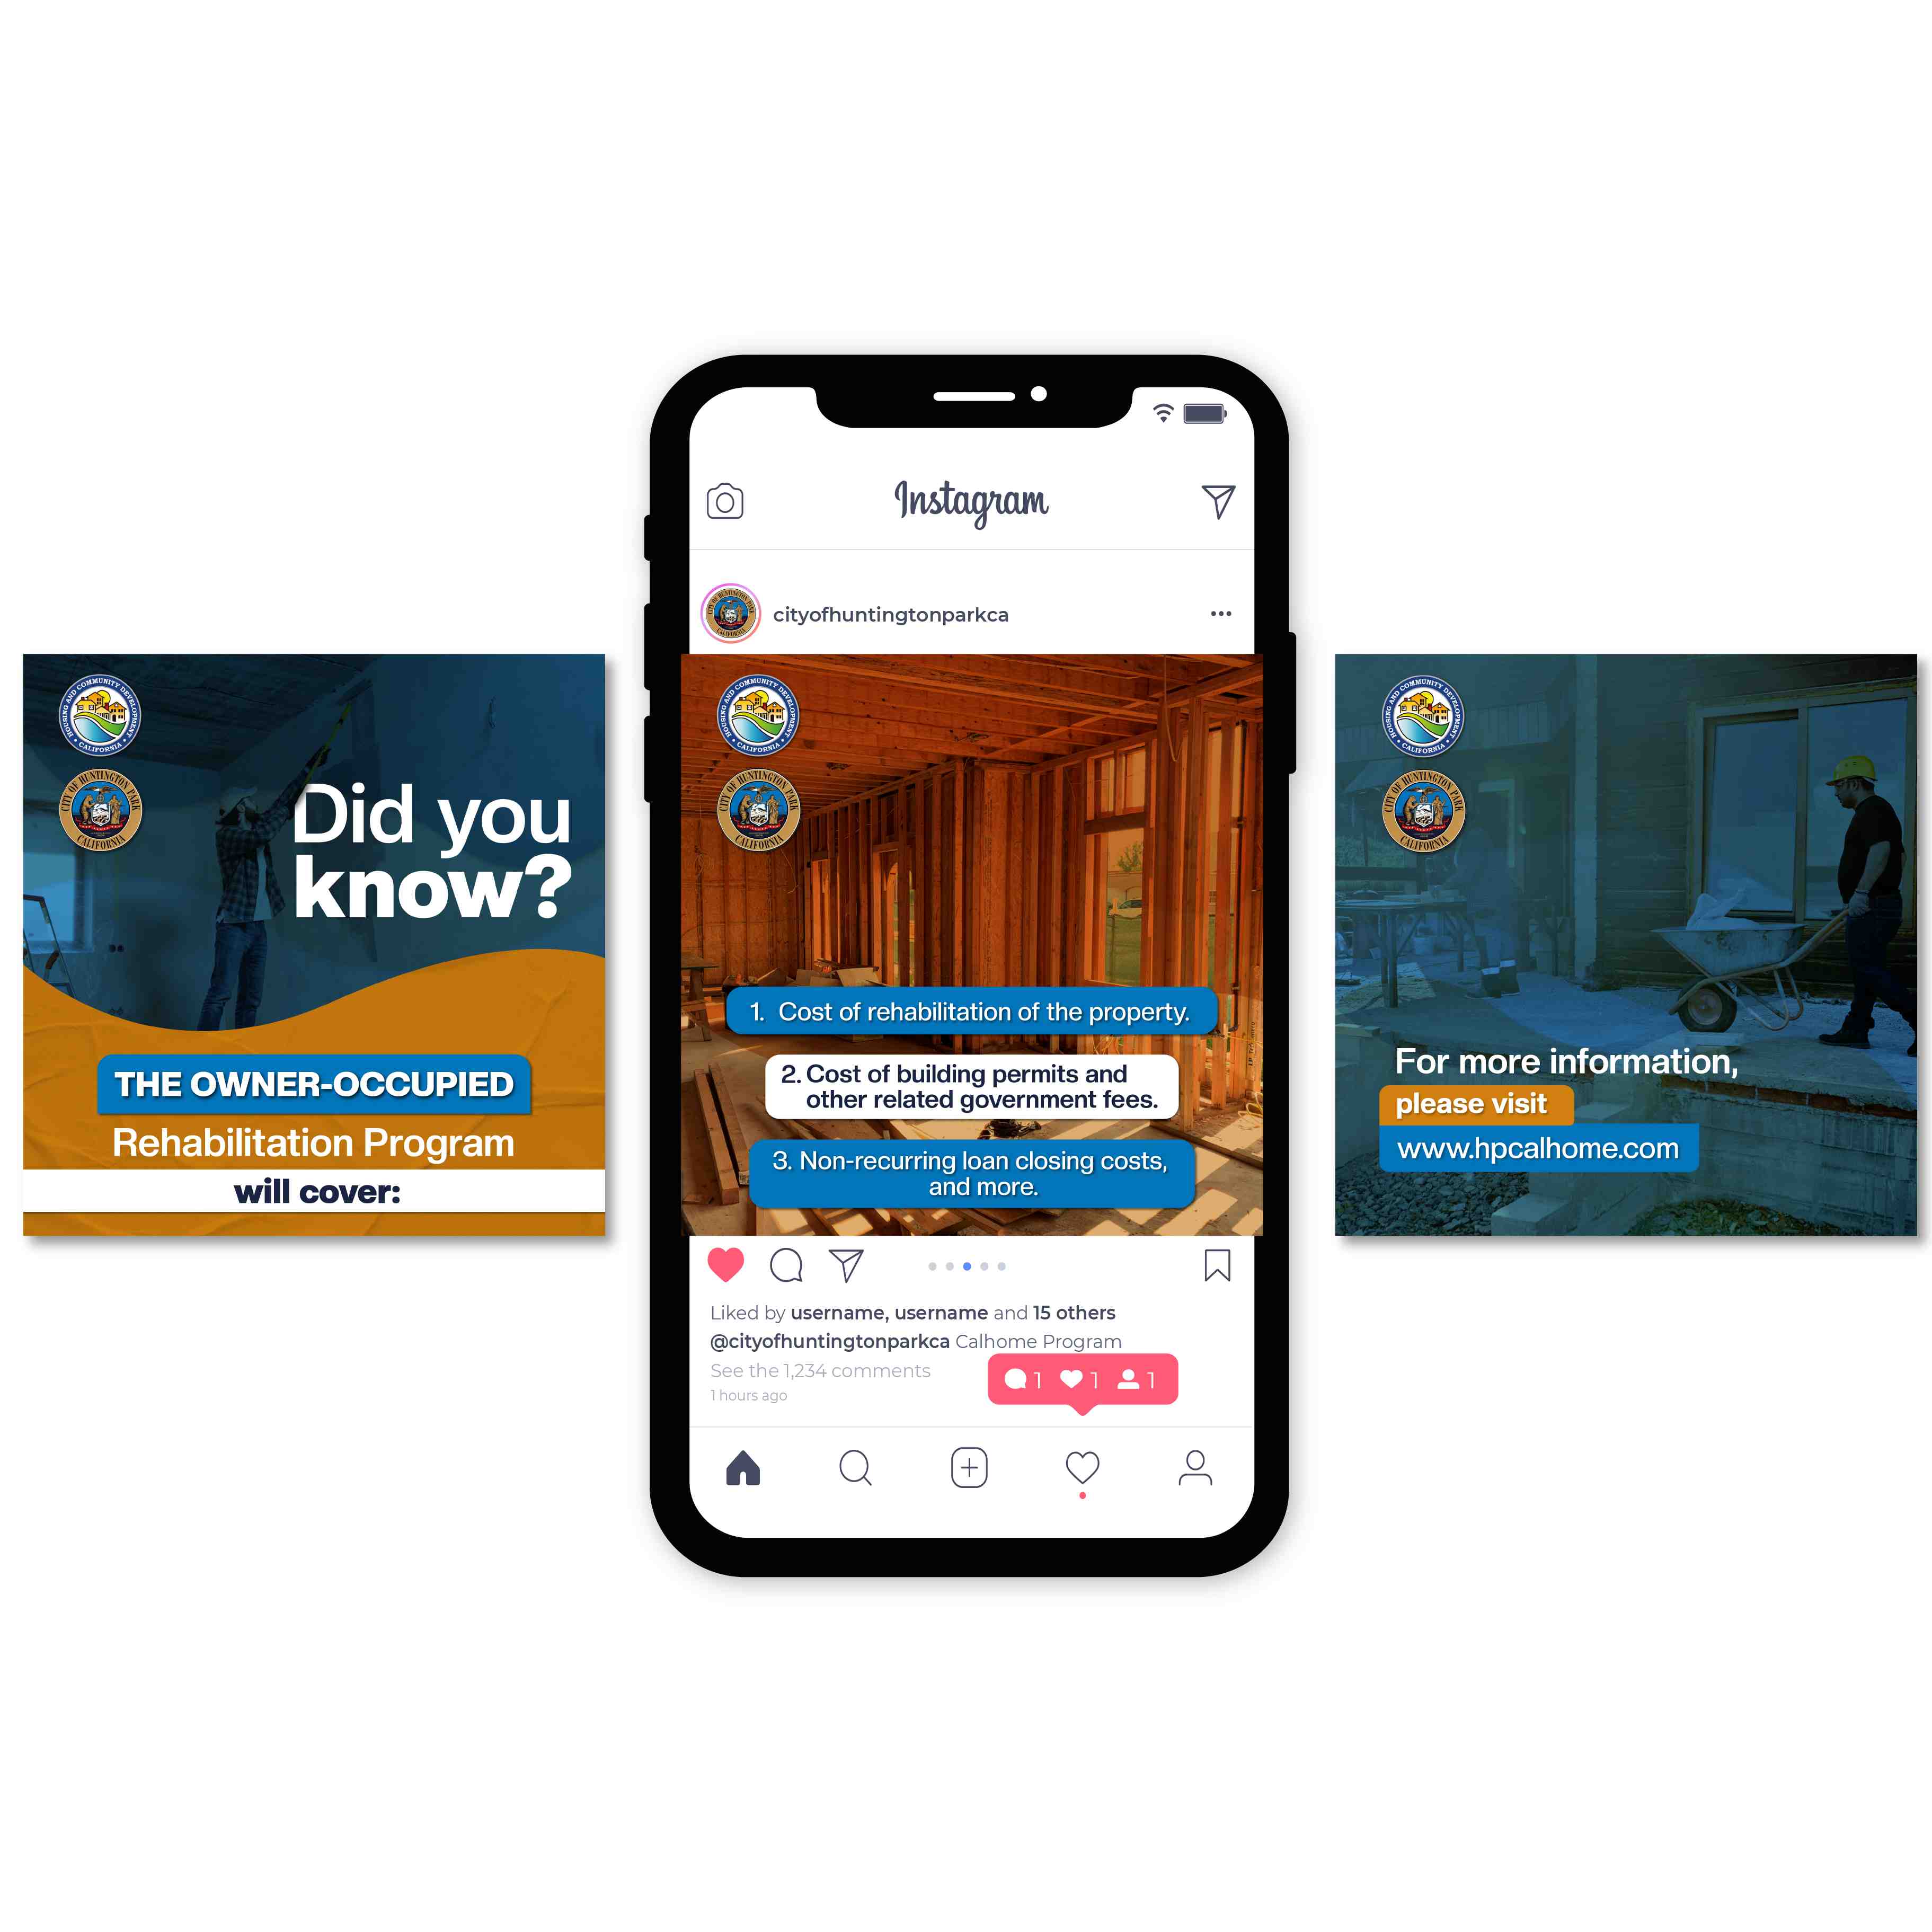 HOUSING AND COMMUNITY DEVELOPMENT
CALIFORNIA
CITY OF HUNTINGTON PARK
CALIFORNIA
Did you
know?
THE OWNER-OCCUPIED
Rehabilitation Program
will cover:
Instagram
CITY OF HUNTINGTON PARK
CALIFORNIA
cityofhuntingtonparkca
HOUSING AND COMMUNITY DEVELOPMENT
CALIFORNIA
CITY OF HUNTINGTON PARK
CALIFORNIA
1. Cost of rehabilitation of the property.
2. Cost of building permits and
other related government fees.
3. Non-recurring loan closing costs,
and more.
Liked by username, username and 15 others
@cityofhuntingtonparkca Calhome Program
See the 1,234 comments
1 hours ago
1 1 1
HOUSING AND COMMUNITY DEVELOPMENT
CALIFORNIA
CITY OF HUNTINGTON PARK
CALIFORNIA
For more information,
please visit
www.hpcalhome.com